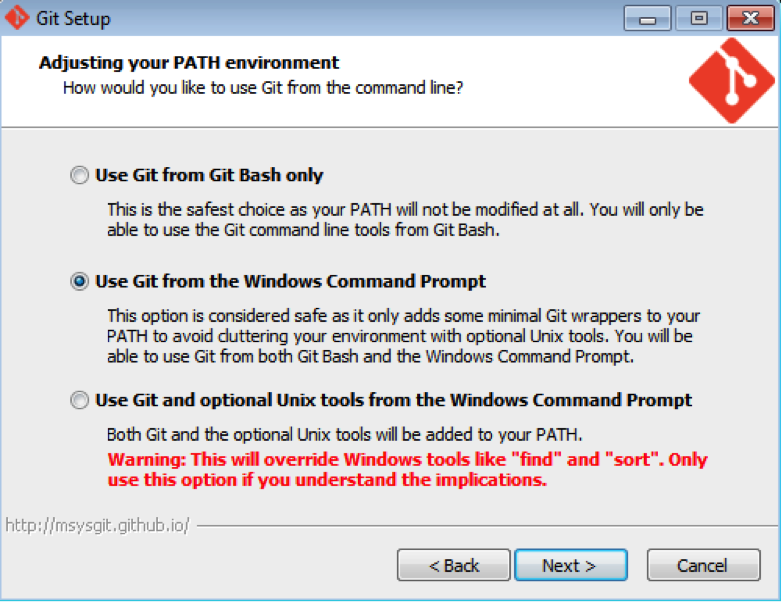 Git Setup
Adjusting your PATH environment
How would you like to use Git from the command line?
Use Git from Git Bash only
This is the safest choice as your PATH will not be modified at all. You will only be
able to use the Git command line tools from Git Bash.
Use Git from the Windows Command Prompt
This option is considered safe as it only adds some minimal Git wrappers to your
PATH to avoid cluttering your environment with optional Unix tools. You will be
able to use Git from both Git Bash and the Windows Command Prompt.
Use Git and optional Unix tools from the Windows Command Prompt
Both Git and the optional Unix tools will be added to your PATH.
Warning: This will override Windows tools like "find" and "sort". Only
use this option if you understand the implications.
http://msysgit.github.io/
< Back
Next >
Cancel